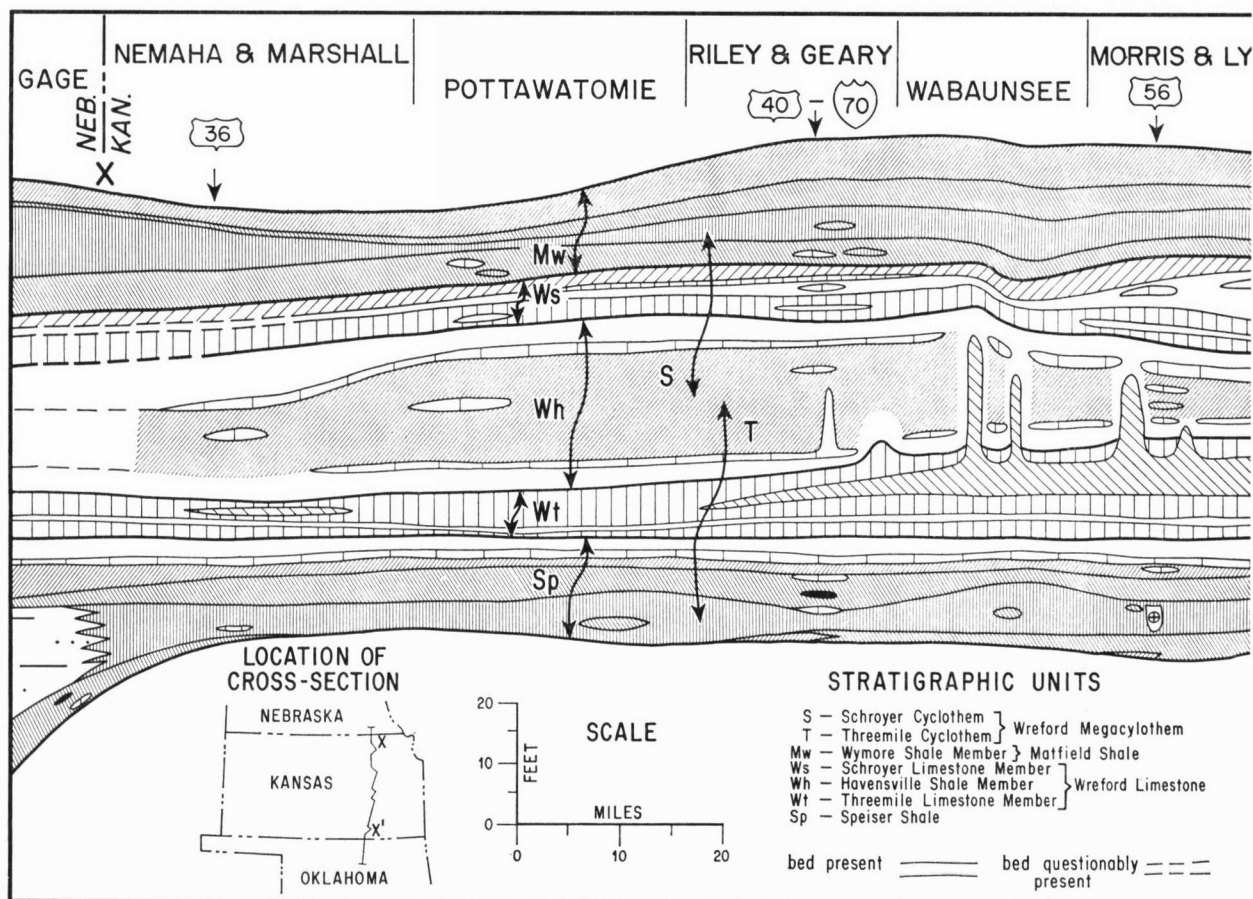 GAGE
NEB.
KAN.
NEMAHA & MARSHALL
POTTAWATOMIE
RILEY & GEARY
WABAUNSEE
MORRIS & LY
36
40 – 70
56
X
Mw
Ws
S
Wh
T
Wt
Sp
LOCATION OF
CROSS-SECTION
NEBRASKA
X
KANSAS
X'
OKLAHOMA
20
10
0
FEET
SCALE
MILES
0 10 20
STRATIGRAPHIC UNITS
S – Schroyer Cyclothem
T – Threemile Cyclothem
Wreford Megacylothem
Mw – Wymore Shale Member } Matfield Shale
Ws – Schroyer Limestone Member
Wh – Havensville Shale Member
Wt – Threemile Limestone Member
Wreford Limestone
Sp – Speiser Shale
bed present
bed questionably
present